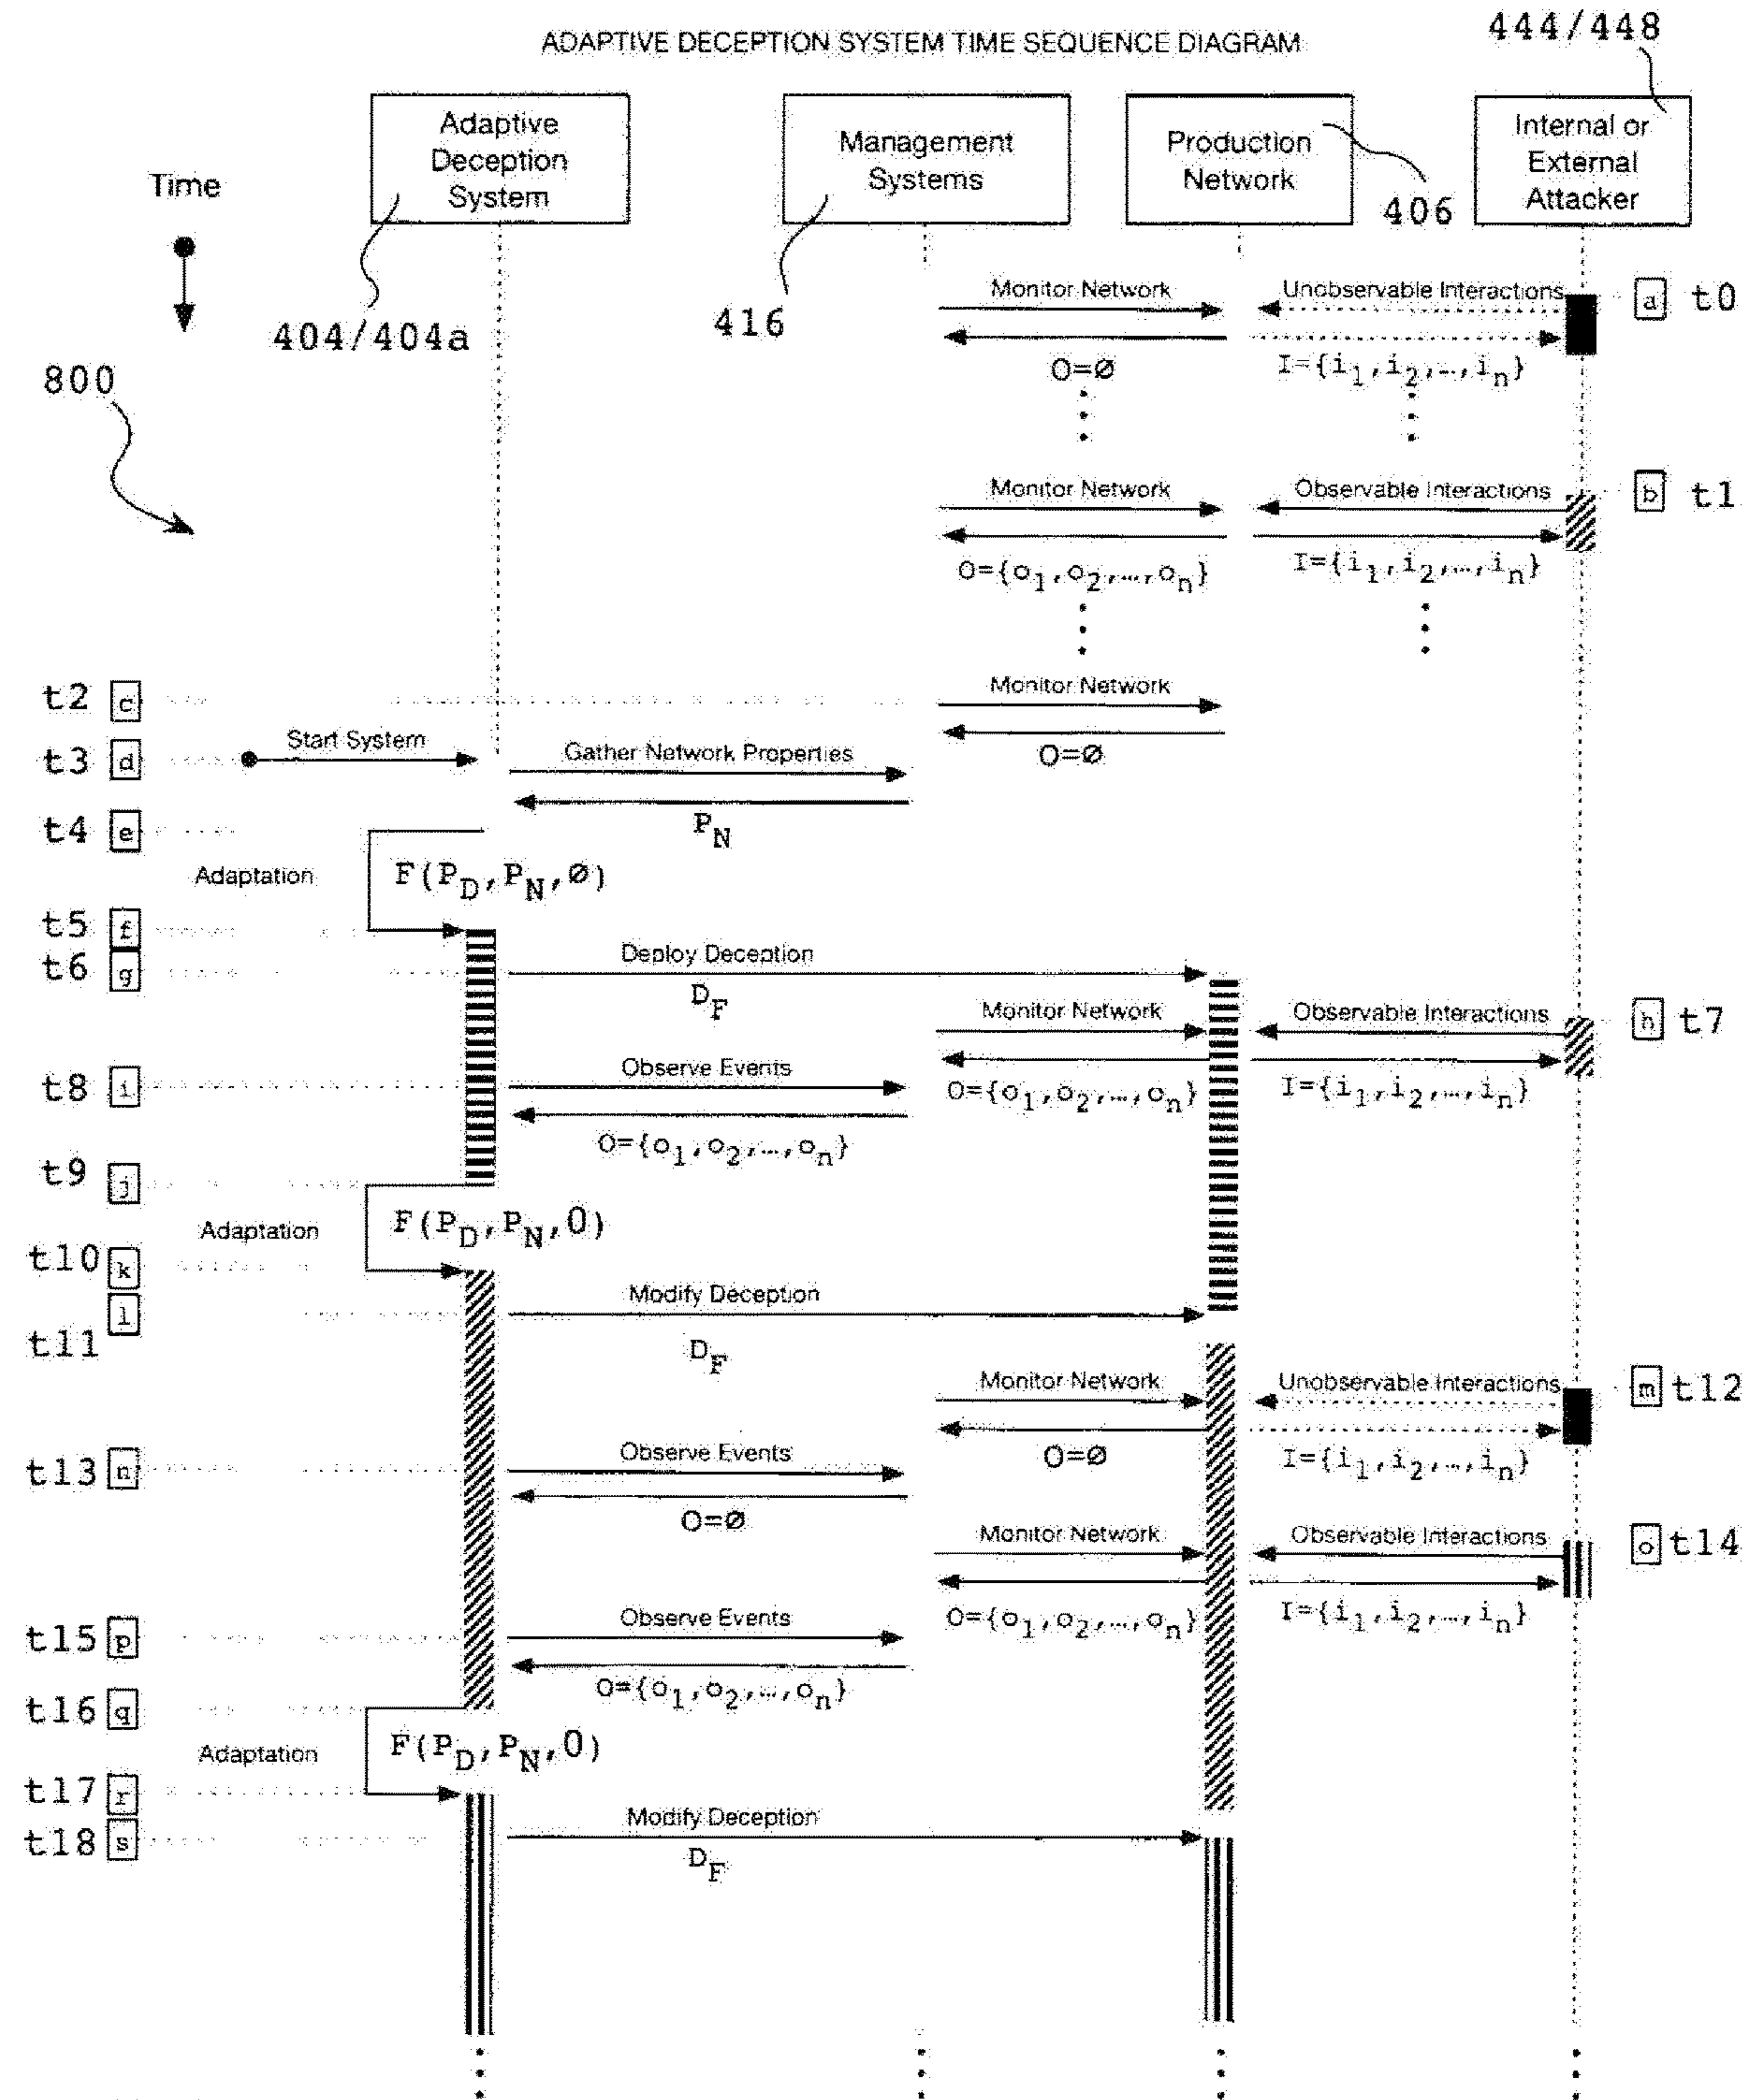 444/448
ADAPTIVE DECEPTION SYSTEM TIME SEQUENCE DIAGRAM
Adaptive
Deception
System
Management
Systems
Production
Network
Internal or
External
Attacker
Time
406
404/404a
416
800
Monitor Network
Unobservable Interactions
a t0
O=∅
I={i1,i2,…,in}
Monitor Network
Observable Interactions
b t1
O={o1,o2,…,on}
I={i1,i2,…,in}
t2 c
Monitor Network
O=∅
t3 d
Start System
Gather Network Properties
PN
t4 e
Adaptation
F(PD,PN,∅)
t5 f
t6 g
Deploy Deception
DF
Monitor Network
Observable Interactions
h t7
O={o1,o2,…,on}
I={i1,i2,…,in}
t8 i
Observe Events
O={o1,o2,…,on}
t9 j
Adaptation
F(PD,PN,O)
t10 k
l
t11
Modify Deception
DF
Monitor Network
Unobservable Interactions
m t12
O=∅
I={i1,i2,…,in}
t13 n
Observe Events
O=∅
Monitor Network
Observable Interactions
o t14
O={o1,o2,…,on}
I={i1,i2,…,in}
t15 p
Observe Events
O={o1,o2,…,on}
t16 q
Adaptation
F(PD,PN,O)
t17 r
t18 s
Modify Deception
DF